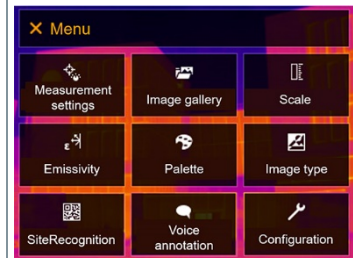 Menu
Measurement
settings
Image gallery
Scale
Emissivity
Palette
Image type
SiteRecognition
Voice
annotation
Configuration